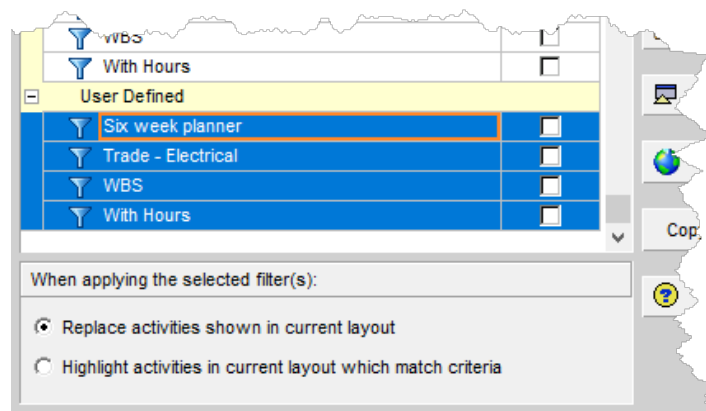 WBS
With Hours
User Defined
Six week planner
Trade - Electrical
WBS
With Hours
Cop
When applying the selected filter(s):
Replace activities shown in current layout
Highlight activities in current layout which match criteria